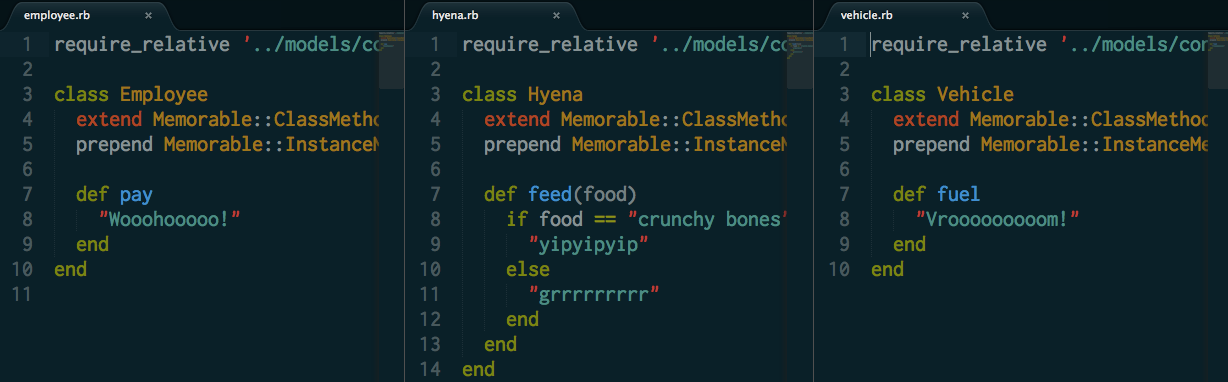 employee.rb ×
1 require_relative '../models/co
2
3 class Employee
4 extend Memorable::ClassMetho
5 prepend Memorable::InstanceM
6
7 def pay
8 "Wooohooooo!"
9 end
10 end
11
hyena.rb ×
1 require_relative '../models/co
2
3 class Hyena
4 extend Memorable::ClassMetho
5 prepend Memorable::InstanceM
6
7 def feed(food)
8 if food == "crunchy bones"
9 "yipyipyip"
10 else
11 "grrrrrrrrr"
12 end
13 end
14 end
vehicle.rb ×
1 require_relative '../models/con
2
3 class Vehicle
4 extend Memorable::ClassMethod
5 prepend Memorable::InstanceMe
6
7 def fuel
8 "Vrooooooooom!"
9 end
10 end